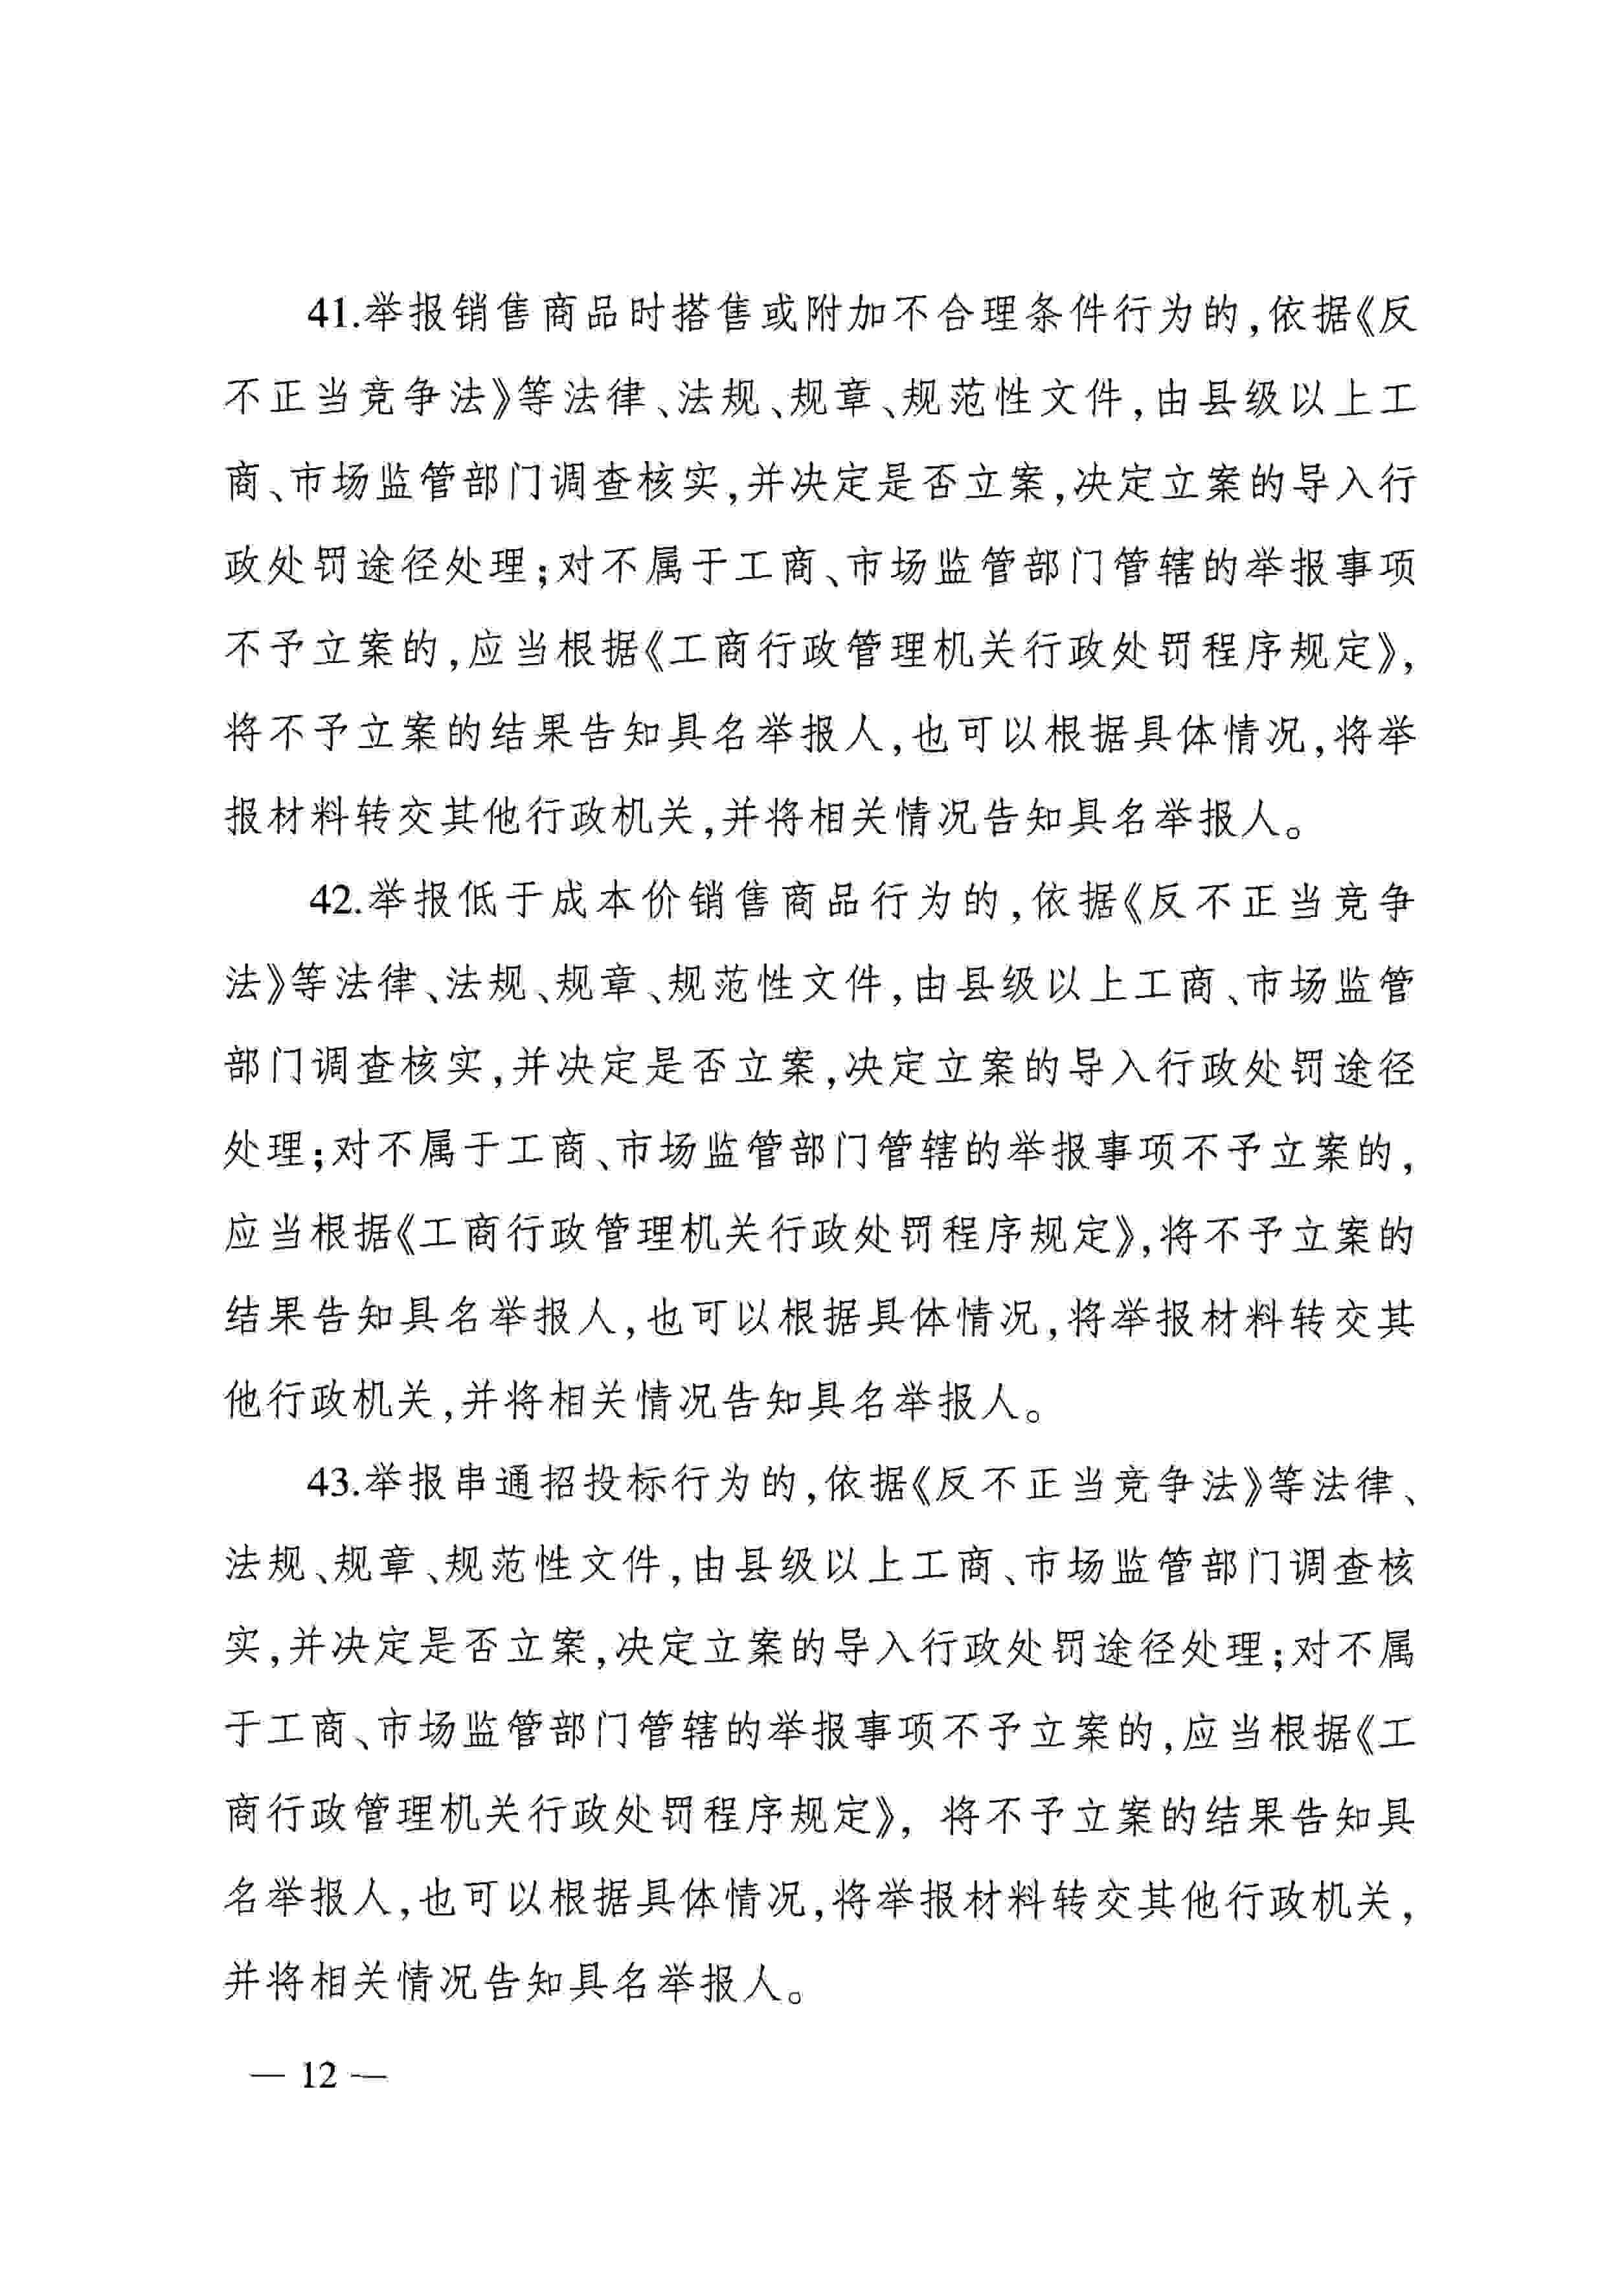 41.举报销售商品时搭售或附加不合理条件行为的,依据《反
不正当竞争法》等法律、法规、规章、规范性文件,由县级以上工
商、市场监管部门调查核实,并决定是否立案,决定立案的导入行
政处罚途径处理;对不属于工商、市场监管部门管辖的举报事项
不予立案的,应当根据《工商行政管理机关行政处罚程序规定》,
将不予立案的结果告知具名举报人,也可以根据具体情况,将举
报材料转交其他行政机关,并将相关情况告知具名举报人。
42.举报低于成本价销售商品行为的,依据《反不正当竞争
法》等法律、法规、规章、规范性文件,由县级以上工商、市场监管
部门调查核实,并决定是否立案,决定立案的导入行政处罚途径
处理;对不属于工商、市场监管部门管辖的举报事项不予立案的,
应当根据《工商行政管理机关行政处罚程序规定》,将不予立案的
结果告知具名举报人,也可以根据具体情况,将举报材料转交其
他行政机关,并将相关情况告知具名举报人。
43.举报串通招投标行为的,依据《反不正当竞争法》等法律、
法规、规章、规范性文件,由县级以上工商、市场监管部门调查核
实,并决定是否立案,决定立案的导入行政处罚途径处理;对不属
于工商、市场监管部门管辖的举报事项不予立案的,应当根据《工
商行政管理机关行政处罚程序规定》,将不予立案的结果告知具
名举报人,也可以根据具体情况,将举报材料转交其他行政机关,
并将相关情况告知具名举报人。
— 12 —